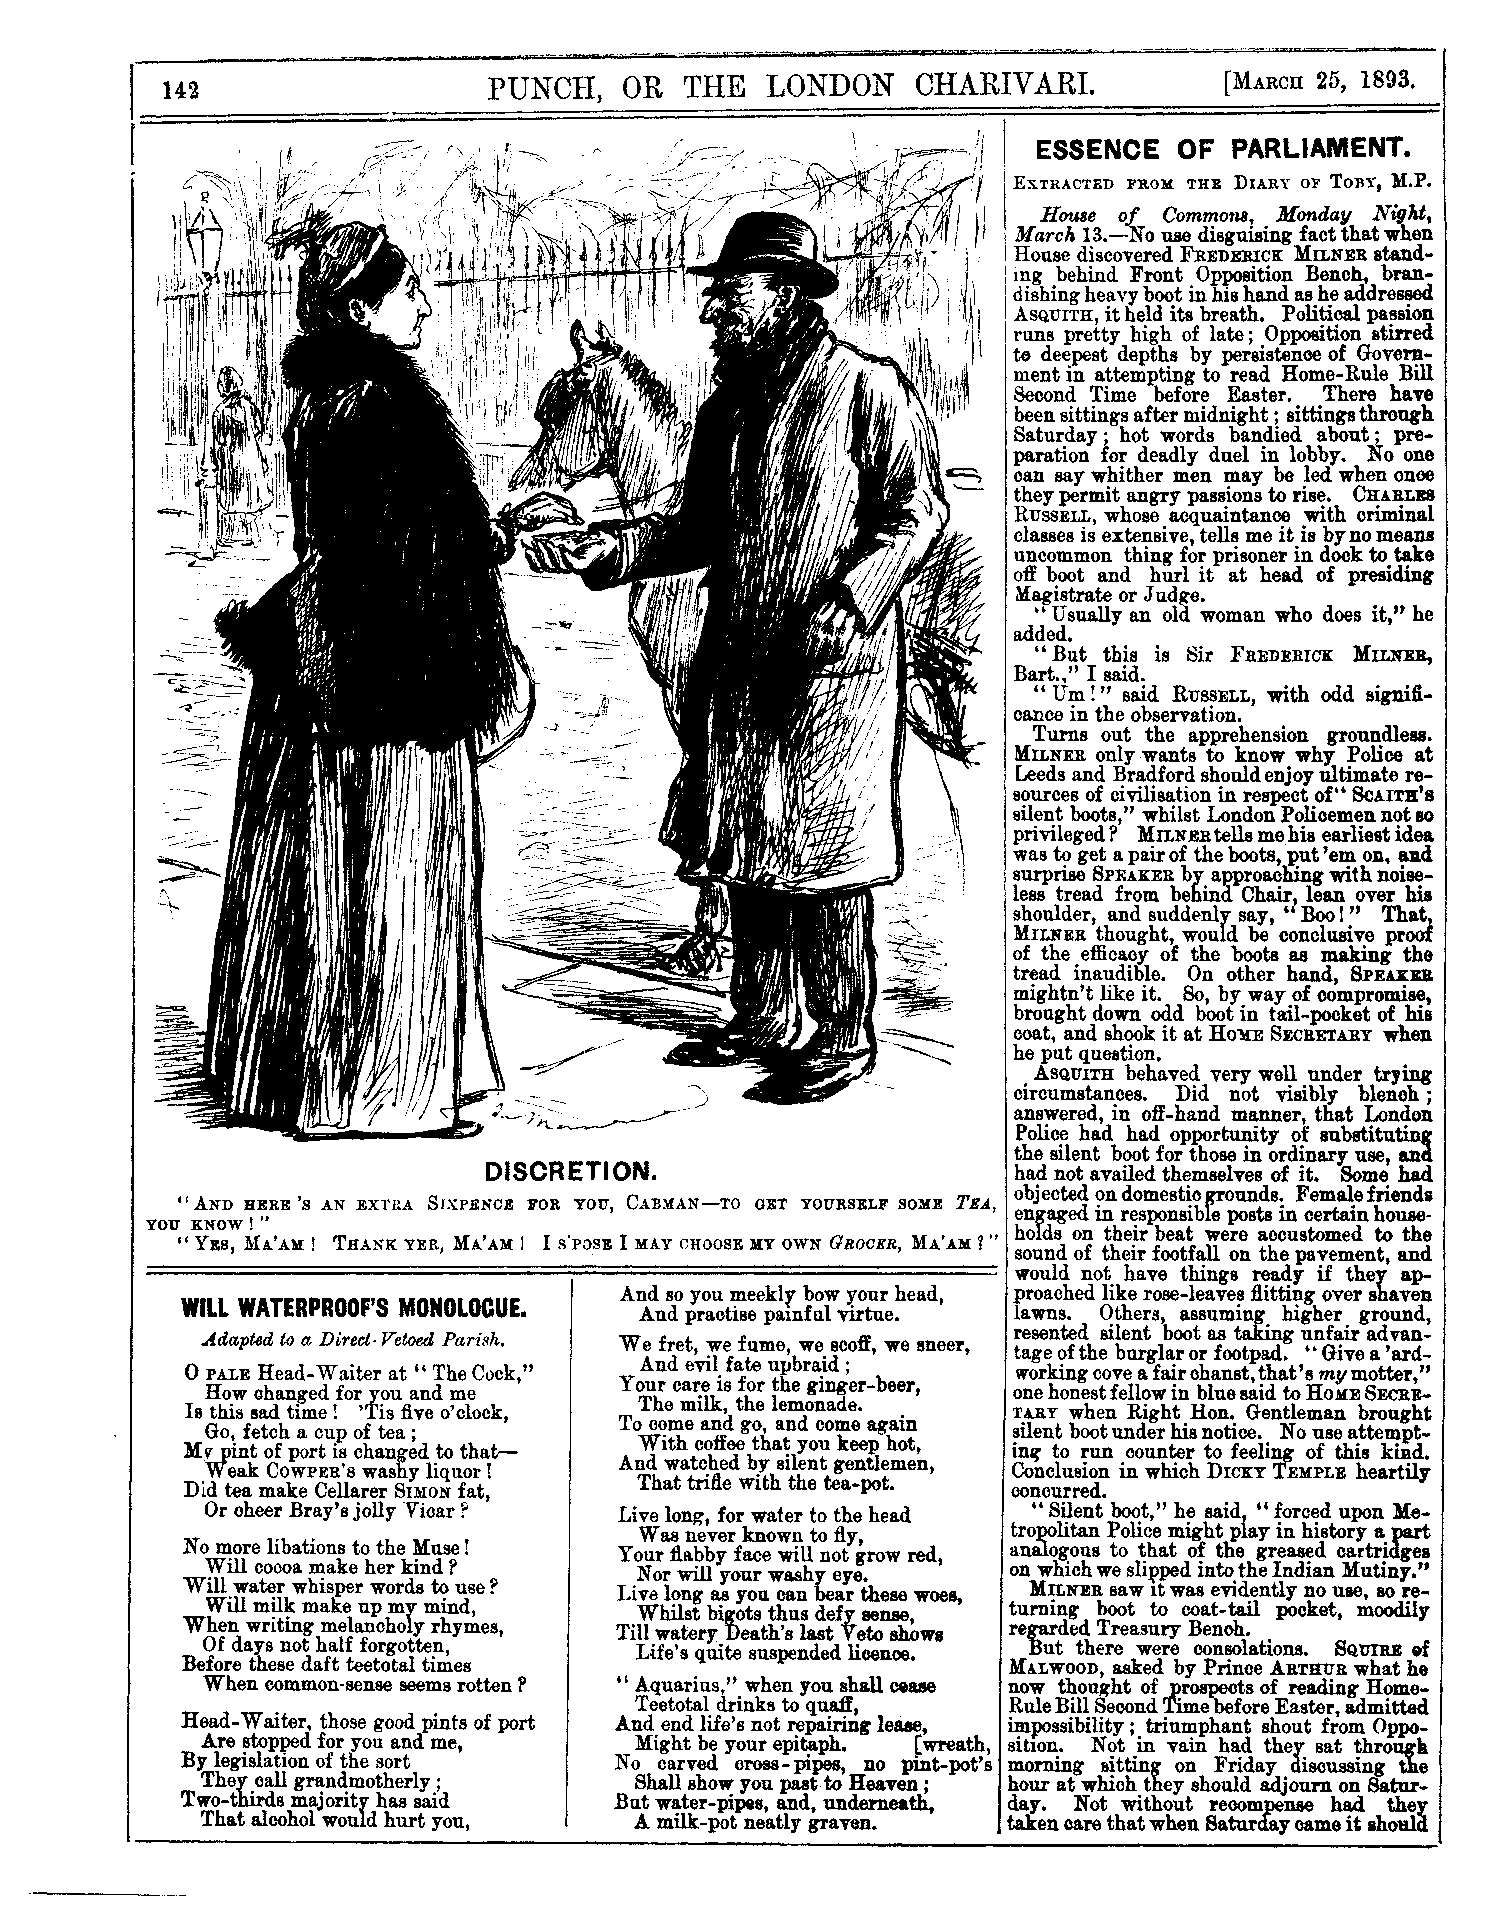 142
PUNCH, OR THE LONDON CHARIVARI.
[MARCH 25, 1893.
DISCRETION.
"AND HERE'S AN EXTRA SIXPENCE FOR YOU, CABMAN—TO GET YOURSELF SOME TEA,
YOU KNOW!"
"YES, MA'AM! THANK YER, MA'AM! I S'POSE I MAY CHOOSE MY OWN GROCER, MA'AM?"
WILL WATERPROOF'S MONOLOGUE.
Adapted to a Direct-Vetoed Parish.
O PALE Head-Waiter at "The Cock,"
How changed for you and me
Is this sad time! 'Tis five o'clock,
Go, fetch a cup of tea;
My pint of port is changed to that—
Weak COWPER'S washy liquor!
Did tea make Cellarer SIMON fat,
Or cheer Bray's jolly Vicar?
No more libations to the Muse!
Will cocoa make her kind?
Will water whisper words to use?
Will milk make up my mind,
When writing melancholy rhymes,
Of days not half forgotten,
Before these daft teetotal times
When common-sense seems rotten?
Head-Waiter, those good pints of port
Are stopped for you and me,
By legislation of the sort
They call grandmotherly;
Two-thirds majority has said
That alcohol would hurt you,
And so you meekly bow your head,
And practise painful virtue.
We fret, we fume, we scoff, we sneer,
And evil fate upbraid;
Your care is for the ginger-beer,
The milk, the lemonade.
To come and go, and come again
With coffee that you keep hot,
And watched by silent gentlemen,
That trifle with the tea-pot.
Live long, for water to the head
Was never known to fly,
Your flabby face will not grow red,
Nor will your washy eye.
Live long as you can bear these woes,
Whilst bigots thus defy sense,
Till watery Death's last Veto shows
Life's quite suspended licence.
"Aquarius," when you shall cease
Teetotal drinks to quaff,
And end life's not repairing lease,
Might be your epitaph. [wreath,
No carved cross-pipes, no pint-pot's
Shall show you past to Heaven;
But water-pipes, and, underneath,
A milk-pot neatly graven.
ESSENCE OF PARLIAMENT.
EXTRACTED FROM THE DIARY OF TOBY, M.P.
House of Commons, Monday Night,
March 13.—No use disguising fact that when
House discovered FREDERICK MILNER stand-
ing behind Front Opposition Bench, bran-
dishing heavy boot in his hand as he addressed
ASQUITH, it held its breath. Political passion
runs pretty high of late; Opposition stirred
to deepest depths by persistence of Govern-
ment in attempting to read Home-Rule Bill
Second Time before Easter. There have
been sittings after midnight; sittings through
Saturday; hot words bandied about; pre-
paration for deadly duel in lobby. No one
can say whither men may be led when once
they permit angry passions to rise. CHARLES
RUSSELL, whose acquaintance with criminal
classes is extensive, tells me it is by no means
uncommon thing for prisoner in dock to take
off boot and hurl it at head of presiding
Magistrate or Judge.
"Usually an old woman who does it," he
added.
"But this is Sir FREDERICK MILNER,
Bart.," I said.
"Um!" said RUSSELL, with odd signifi-
cance in the observation.
Turns out the apprehension groundless.
MILNER only wants to know why Police at
Leeds and Bradford should enjoy ultimate re-
sources of civilisation in respect of "SCAITH'S
silent boots," whilst London Policemen not so
privileged? MILNER tells me his earliest idea
was to get a pair of the boots, put 'em on, and
surprise SPEAKER by approaching with noise-
less tread from behind Chair, lean over his
shoulder, and suddenly say, "Boo!" That,
MILNER thought, would be conclusive proof
of the efficacy of the boots as making the
tread inaudible. On other hand, SPEAKER
mightn't like it. So, by way of compromise,
brought down odd boot in tail-pocket of his
coat, and shook it at HOME SECRETARY when
he put question.
ASQUITH behaved very well under trying
circumstances. Did not visibly blench;
answered, in off-hand manner, that London
Police had had opportunity of substituting
the silent boot for those in ordinary use, and
had not availed themselves of it. Some had
objected on domestic grounds. Female friends
engaged in responsible posts in certain house-
holds on their beat were accustomed to the
sound of their footfall on the pavement, and
would not have things ready if they ap-
proached like rose-leaves flitting over shaven
lawns. Others, assuming higher ground,
resented silent boot as taking unfair advan-
tage of the burglar or footpad. "Give a 'ard-
working cove a fair chanst, that's my motter,"
one honest fellow in blue said to HOME SECRE-
TARY when Right Hon. Gentleman brought
silent boot under his notice. No use attempt-
ing to run counter to feeling of this kind.
Conclusion in which DICKY TEMPLE heartily
concurred.
"Silent boot," he said, "forced upon Me-
tropolitan Police might play in history a part
analogous to that of the greased cartridges
on which we slipped into the Indian Mutiny."
MILNER saw it was evidently no use, so re-
turning boot to coat-tail pocket, moodily
regarded Treasury Bench.
But there were consolations. SQUIRE of
MALWOOD, asked by Prince ARTHUR what he
now thought of prospects of reading Home-
Rule Bill Second Time before Easter, admitted
impossibility; triumphant shout from Oppo-
sition. Not in vain had they sat through
morning sitting on Friday discussing the
hour at which they should adjourn on Satur-
day. Not without recompense had they
taken care that when Saturday came it should